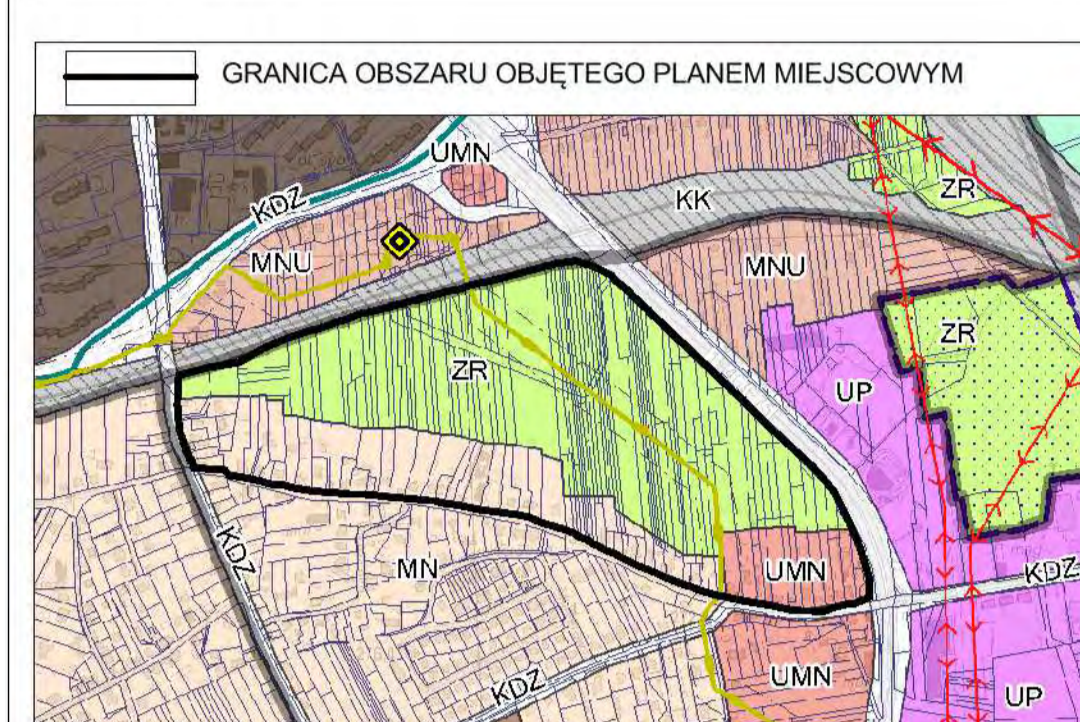 GRANICA OBSZARU OBJĘTEGO PLANEM MIEJSCOWYM
UMN
KDZ
KK
ZR
MNU
MNU
ZR
ZR
UP
KDZ
MN
UMN
KDZ
KDZ
UMN
UP